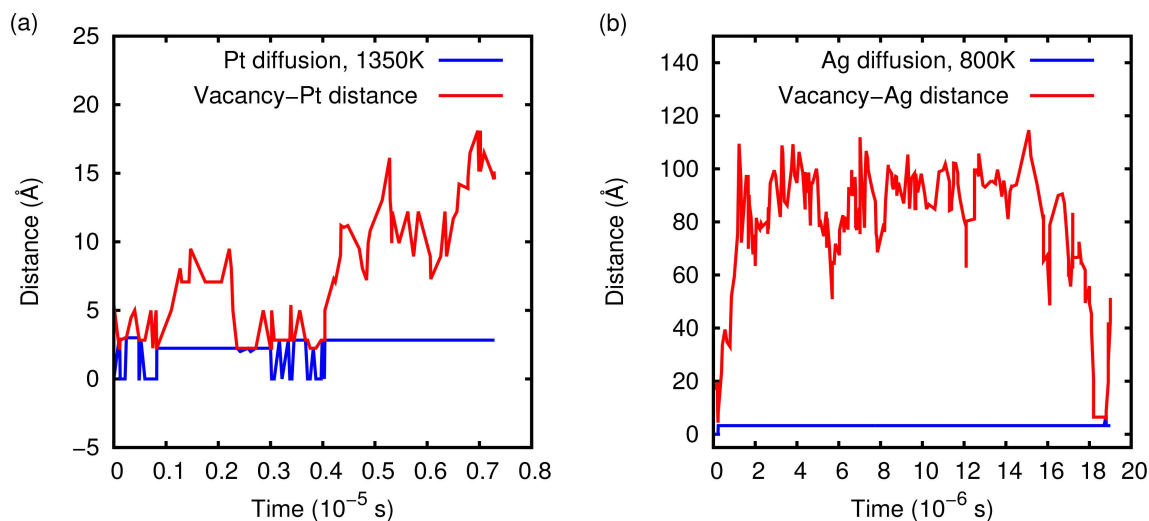 (a)
Pt diffusion, 1350K
Vacancy−Pt distance
Distance (Å)
25
20
15
10
5
0
−5
0 0.1 0.2 0.3 0.4 0.5 0.6 0.7 0.8
Time (10⁻⁵ s)
(b)
Ag diffusion, 800K
Vacancy−Ag distance
Distance (Å)
140
120
100
80
60
40
20
0
0 2 4 6 8 10 12 14 16 18 20
Time (10⁻⁶ s)